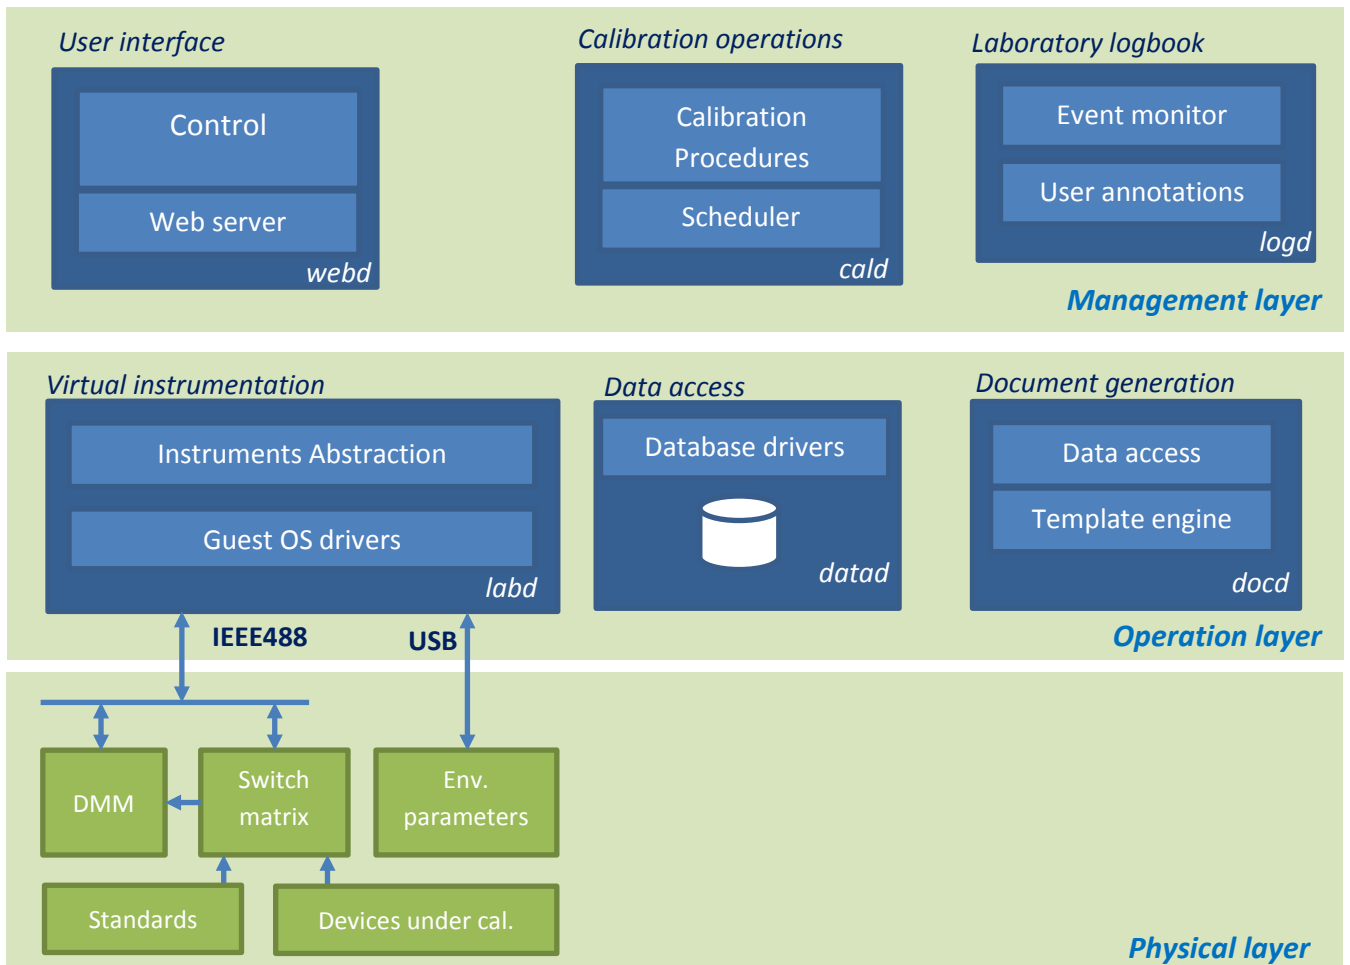 User interface
Control
Web server
webd
Calibration operations
Calibration
Procedures
Scheduler
cald
Laboratory logbook
Event monitor
User annotations
logd
Management layer
Virtual instrumentation
Instruments Abstraction
Guest OS drivers
labd
Data access
Database drivers
datad
Document generation
Data access
Template engine
docd
Operation layer
IEEE488
USB
DMM
Switch
matrix
Env.
parameters
Standards
Devices under cal.
Physical layer